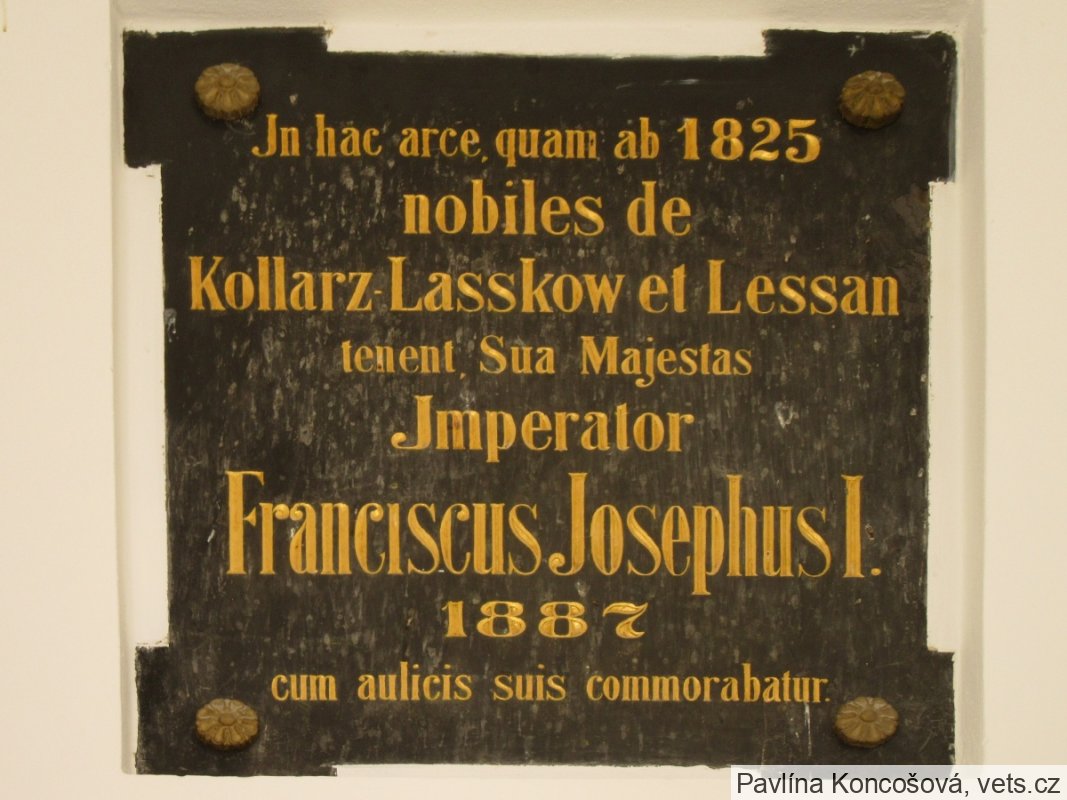 Jn hac arce, quam ab 1825
nobiles de
Kollarz-Lasskow et Lessan
tenent, Sua Majestas
Jmperator
Franciscus Josephus I.
1887
cum aulicis suis commorabatur.
Pavlína Koncošová, vets.cz